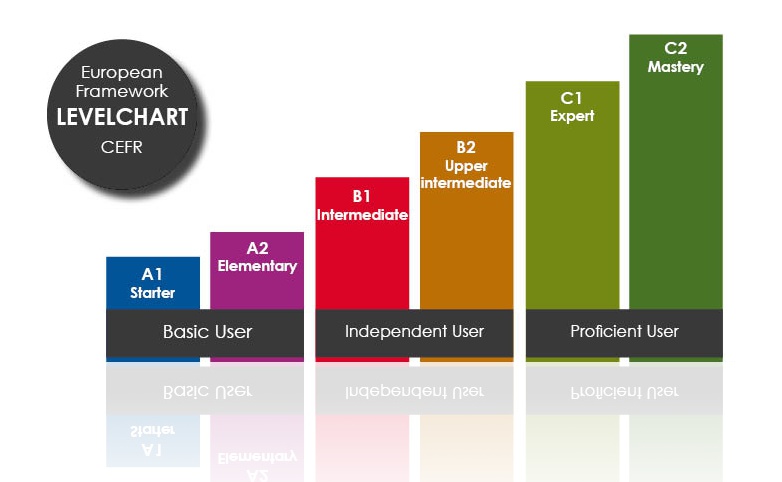 European
Framework
LEVELCHART
CEFR
A1
Starter
A2
Elementary
B1
Intermediate
B2
Upper
intermediate
C1
Expert
C2
Mastery
Basic User
Independent User
Proficient User